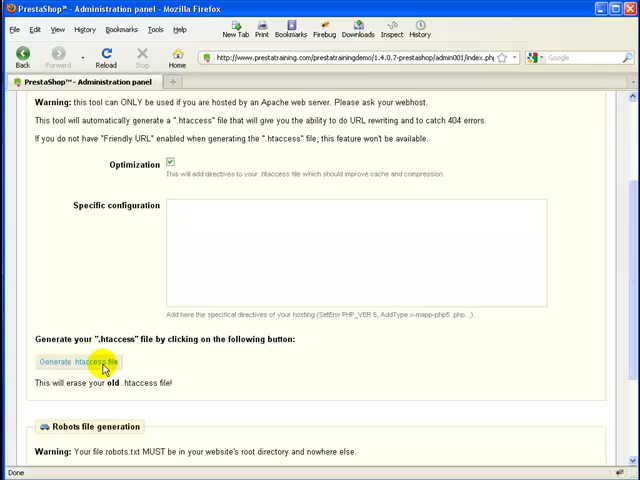 PrestaShop™ - Administration panel - Mozilla Firefox
File Edit View History Bookmarks Tools Help
New Tab Print Bookmarks Firebug Downloads Inspect History
Back Forward Reload Stop Home
http://www.prestatraining.com/prestatrainingdemo/1.4.0.7-prestashop/admin001/index.php
Google
PrestaShop™ - Administration panel
Warning: this tool can ONLY be used if you are hosted by an Apache web server. Please ask your webhost.
This tool will automatically generate a ".htaccess" file that will give you the ability to do URL rewriting and to catch 404 errors.
If you do not have "Friendly URL" enabled when generating the ".htaccess" file, this feature won't be available.
Optimization
This will add directives to your .htaccess file which should improve cache and compression.
Specific configuration
Add here the specifical directives of your hosting (SetEnv PHP_VER 5, AddType x-mapp-php5 .php...).
Generate your ".htaccess" file by clicking on the following button:
Generate .htaccess file
This will erase your old .htaccess file!
Robots file generation
Warning: Your file robots.txt MUST be in your website's root directory and nowhere else.
Done